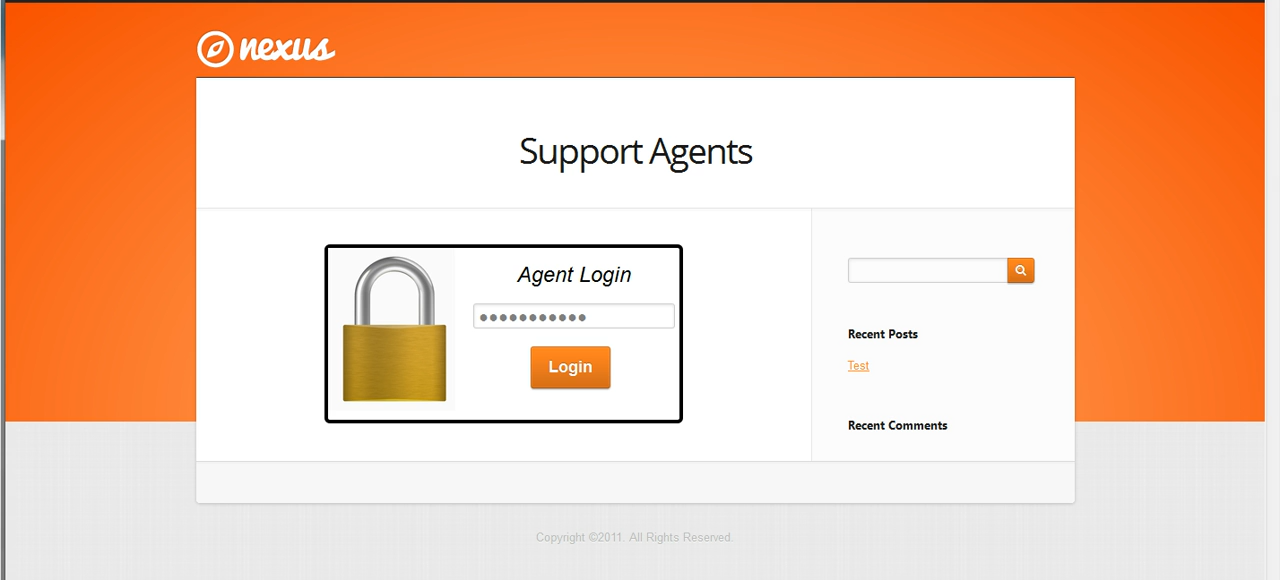 nexus
Support Agents
Agent Login
●●●●●●●●●●●
Login
Recent Posts
Test
Recent Comments
Copyright ©2011. All Rights Reserved.